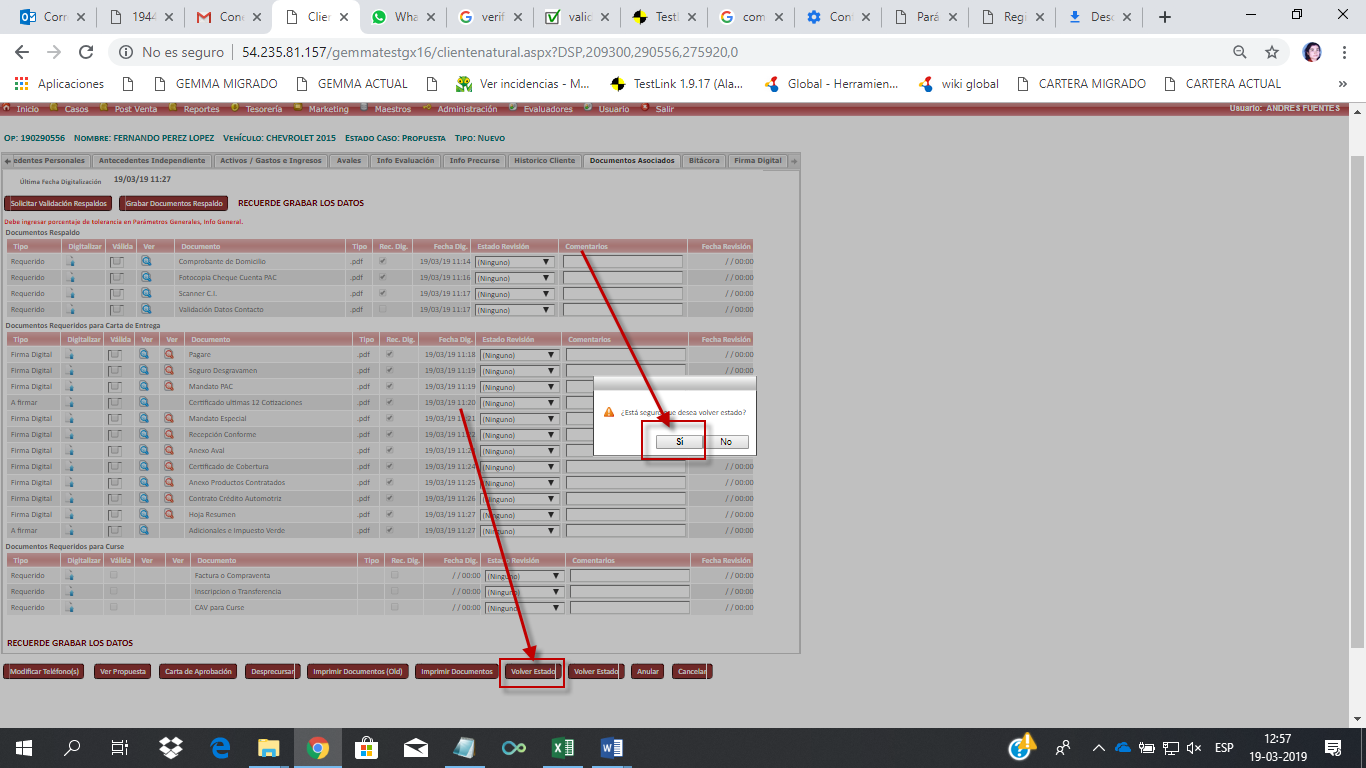 Corr 1944 Con Clien Wha verif valid Testl com Con Pará Regi Desc
No es seguro 54.235.81.157/gemmatestgx16/clientenatural.aspx?DSP,209300,290556,275920,0
Aplicaciones GEMMA MIGRADO GEMMA ACTUAL Ver incidencias - M... TestLink 1.9.17 (Ala... Global - Herramien... wiki global CARTERA MIGRADO CARTERA ACTUAL »
Inicio Casos Post Venta Reportes Tesorería Marketing Maestros Administración Evaluadores Usuario Salir Usuario: ANDRES FUENTES
Op: 190290556 Nombre: FERNANDO PEREZ LOPEZ Vehículo: CHEVROLET 2015 Estado Caso: Propuesta Tipo: Nuevo
edentes Personales Antecedentes Independiente Activos / Gastos e Ingresos Avales Info Evaluación Info Precurse Historico Cliente Documentos Asociados Bitácora Firma Digital
Última Fecha Digitalización 19/03/19 11:27
Solicitar Validación Respaldos Grabar Documentos Respaldo RECUERDE GRABAR LOS DATOS
Debe ingresar porcentaje de tolerancia en Parámetros Generales, Info General.
Documentos Respaldo
Tipo Digitalizar Válida Ver Documento Tipo Rec. Dig. Fecha Dig. Estado Revisión Comentarios Fecha Revisión
Requerido Comprobante de Domicilio .pdf 19/03/19 11:14 (Ninguno) / / 00:00
Requerido Fotocopia Cheque Cuenta PAC .pdf 19/03/19 11:16 (Ninguno) / / 00:00
Requerido Scanner C.I. .pdf 19/03/19 11:17 (Ninguno) / / 00:00
Requerido Validación Datos Contacto .pdf 19/03/19 11:17 (Ninguno) / / 00:00
Documentos Requeridos para Carta de Entrega
Tipo Digitalizar Válida Ver Ver Documento Tipo Rec. Dig. Fecha Dig. Estado Revisión Comentarios Fecha Revisión
Firma Digital Pagare .pdf 19/03/19 11:18 (Ninguno) / / 00:00
Firma Digital Seguro Desgravamen .pdf 19/03/19 11:19 (Ninguno) / / 00:00
Firma Digital Mandato PAC .pdf 19/03/19 11:19 (Ninguno)
A firmar Certificado ultimas 12 Cotizaciones .pdf 19/03/19 11:20 (Ninguno)
Firma Digital Mandato Especial .pdf 19/03/19 11:21 (Ninguno)
¿Está seguro que desea volver estado?
Firma Digital Recepción Conforme .pdf 19/03/19 (Ninguno)
Sí No
Firma Digital Anexo Aval .pdf 19/03/19 (Ninguno)
Firma Digital Certificado de Cobertura .pdf 19/03/19 11:24 (Ninguno) / / 00:00
Firma Digital Anexo Productos Contratados .pdf 19/03/19 11:25 (Ninguno) / / 00:00
Firma Digital Contrato Crédito Automotriz .pdf 19/03/19 11:26 (Ninguno) / / 00:00
Firma Digital Hoja Resumen .pdf 19/03/19 11:27 (Ninguno) / / 00:00
A firmar Adicionales e Impuesto Verde .pdf 19/03/19 11:27 (Ninguno) / / 00:00
Documentos Requeridos para Curse
Tipo Digitalizar Válida Ver Ver Documento Tipo Rec. Dig. Fecha Dig. Estado Revisión Comentarios Fecha Revisión
Requerido Factura o Compraventa / / 00:00 (Ninguno) / / 00:00
Requerido Inscripcion o Transferencia / / 00:00 (Ninguno) / / 00:00
Requerido CAV para Curse / / 00:00 (Ninguno) / / 00:00
RECUERDE GRABAR LOS DATOS
Modificar Teléfono(s) Ver Propuesta Carta de Aprobación Desprecursar Imprimir Documentos (Old) Imprimir Documentos Volver Estado Volver Estado Anular Cancelar
ESP 12:57
19-03-2019